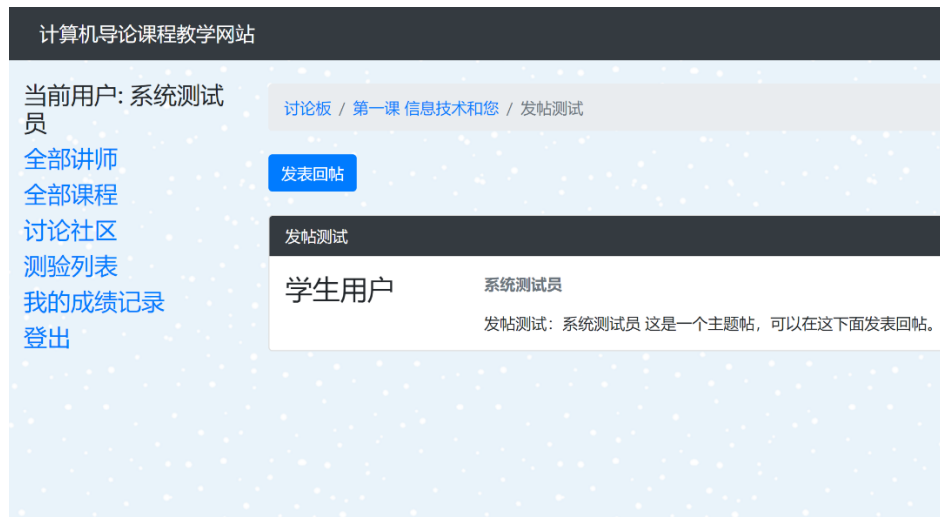 计算机导论课程教学网站
当前用户: 系统测试
员
全部讲师
全部课程
讨论社区
测验列表
我的成绩记录
登出
讨论板 / 第一课 信息技术和您 / 发帖测试
发表回帖
发帖测试
学生用户
系统测试员
发帖测试：系统测试员 这是一个主题帖，可以在这下面发表回帖。